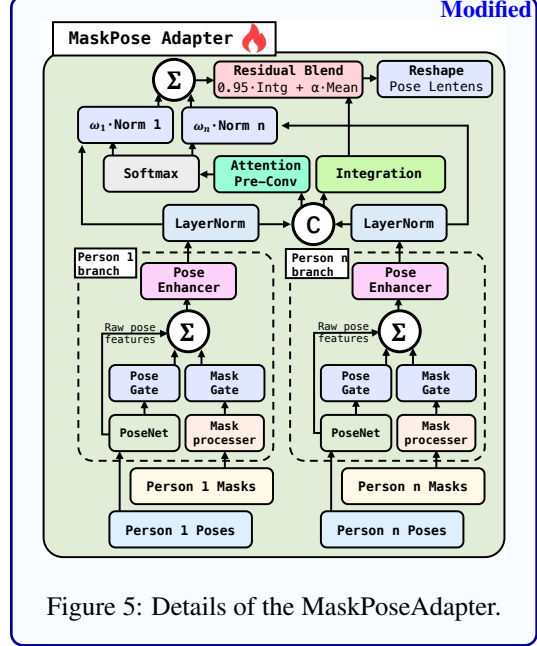 Modified
MaskPose Adapter
Σ
Residual Blend
0.95·Intg + α·Mean
Reshape
Pose Lentens
ω₁·Norm 1
ωₙ·Norm n
Softmax
Attention
Pre-Conv
Integration
LayerNorm
C
LayerNorm
Person 1
branch
Pose
Enhancer
Person n
branch
Pose
Enhancer
Raw pose
features
Σ
Raw pose
features
Σ
Pose
Gate
Mask
Gate
Pose
Gate
Mask
Gate
PoseNet
Mask
processer
PoseNet
Mask
processer
Person 1 Masks
Person n Masks
Person 1 Poses
Person n Poses
Figure 5: Details of the MaskPoseAdapter.